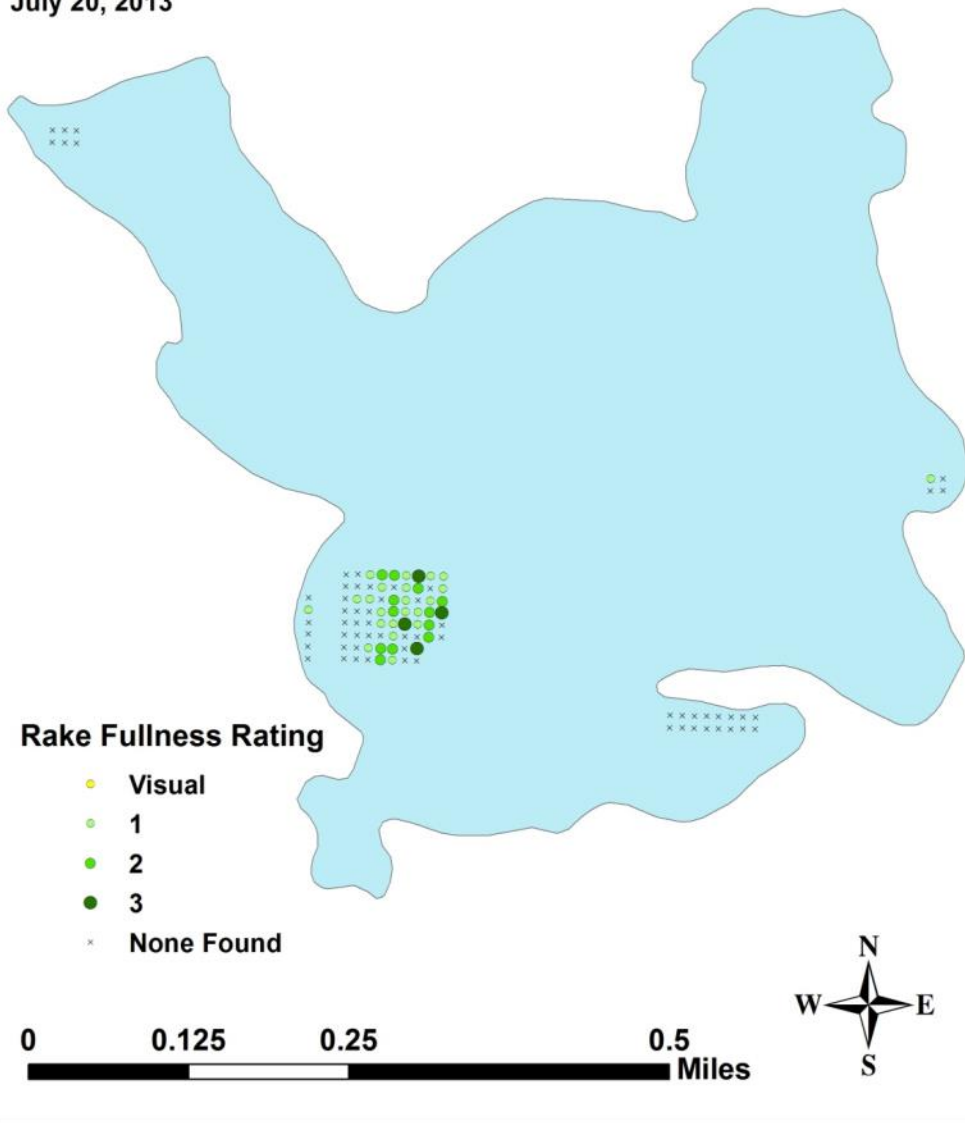 July 20, 2013
Rake Fullness Rating
Visual
1
2
3
None Found
N
W E
S
0 0.125 0.25 0.5
Miles